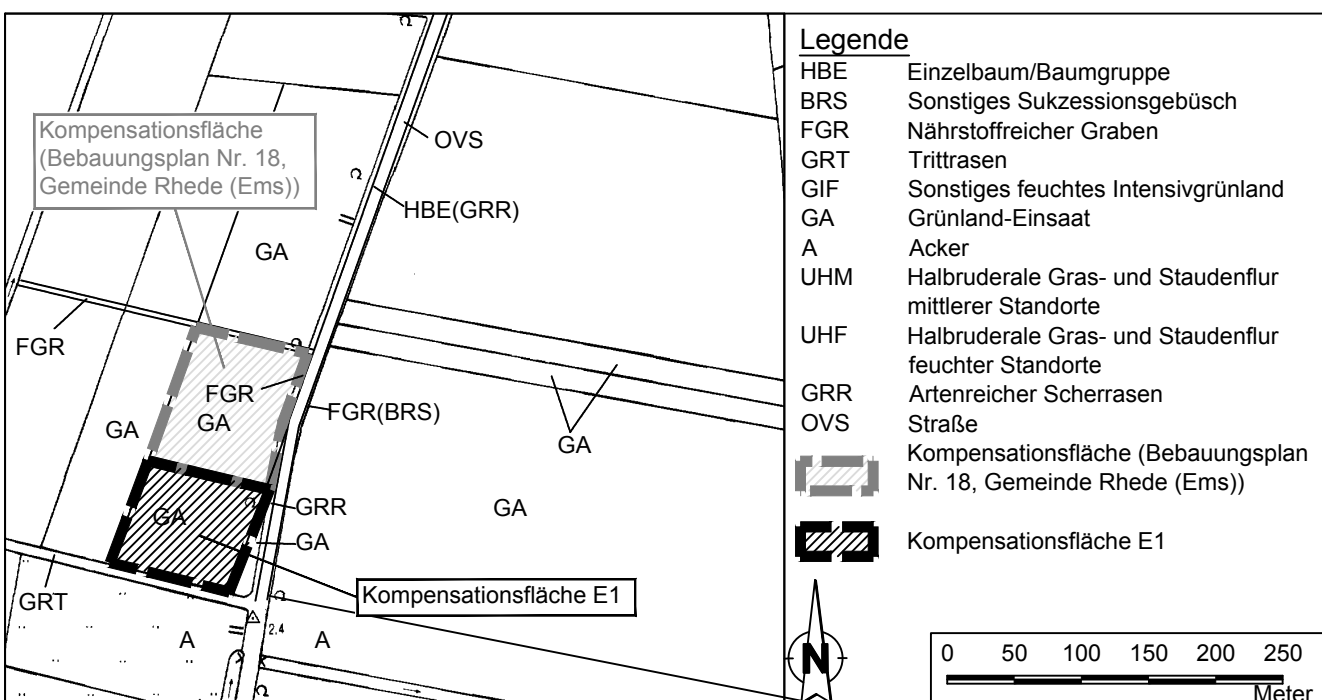 Kompensationsfläche
(Bebauungsplan Nr. 18,
Gemeinde Rhede (Ems))
OVS
HBE(GRR)
GA
FGR
FGR
GA
GA
FGR(BRS)
GA
GA
GA
GRR
GA
GRT
Kompensationsfläche E1
A
2.4
A
Legende
HBE Einzelbaum/Baumgruppe
BRS Sonstiges Sukzessionsgebüsch
FGR Nährstoffreicher Graben
GRT Trittrasen
GIF Sonstiges feuchtes Intensivgrünland
GA Grünland-Einsaat
A Acker
UHM Halbruderale Gras- und Staudenflur
mittlerer Standorte
UHF Halbruderale Gras- und Staudenflur
feuchter Standorte
GRR Artenreicher Scherrasen
OVS Straße
Kompensationsfläche (Bebauungsplan
Nr. 18, Gemeinde Rhede (Ems))
Kompensationsfläche E1
N
0 50 100 150 200 250
Meter